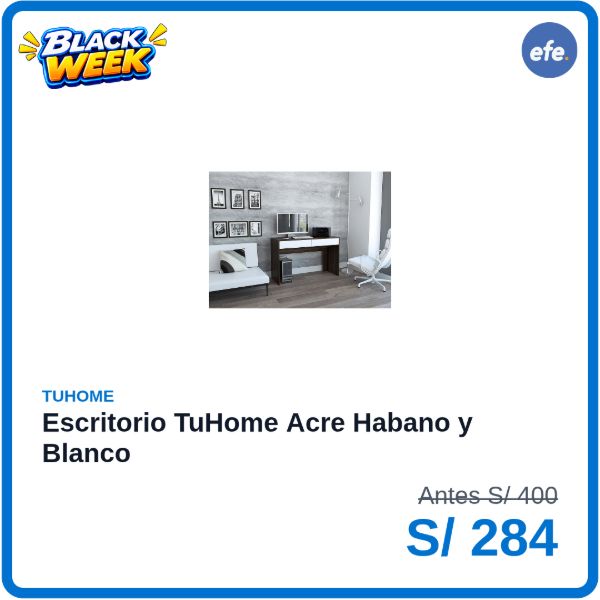 BLACK
WEEK
efe.
TUHOME
Escritorio TuHome Acre Habano y
Blanco
Antes S/ 400
S/ 284